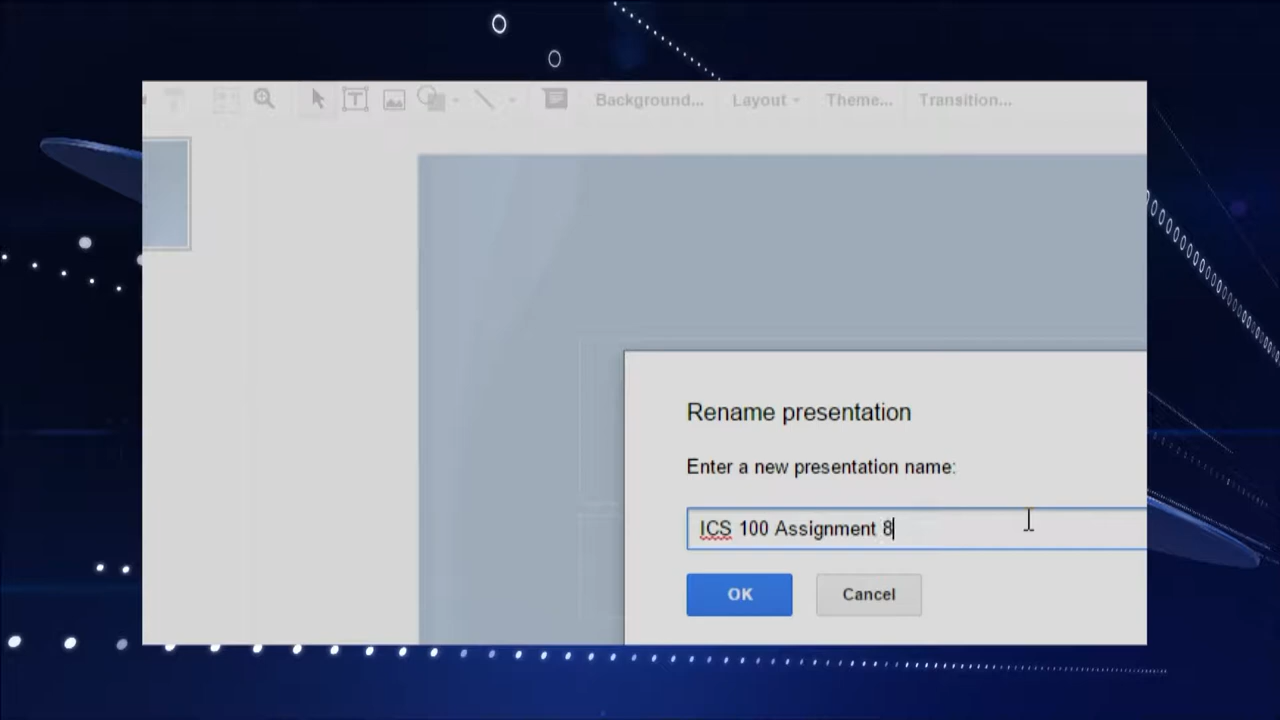 Background... Layout Theme... Transition...
Rename presentation
Enter a new presentation name:
ICS 100 Assignment 8
OK Cancel